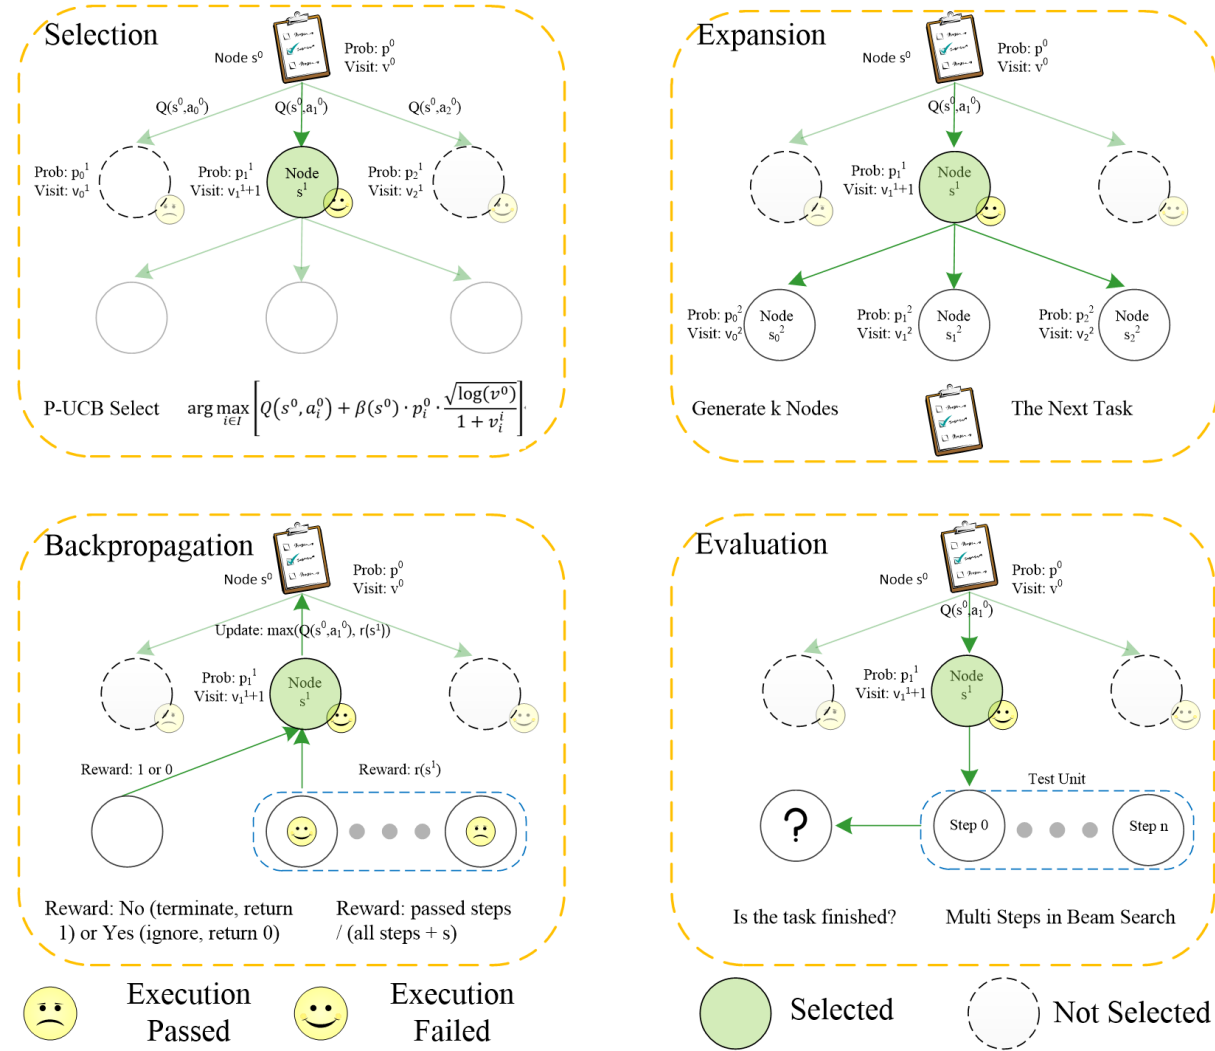 Selection
Node s⁰
Prob: p⁰
Visit: v⁰
Q(s⁰,a₀⁰)
Q(s⁰,a₁⁰)
Q(s⁰,a₂⁰)
Prob: p₀¹
Visit: v₀¹
Prob: p₁¹
Visit: v₁¹+1
Node
s¹
Prob: p₂¹
Visit: v₂¹
P-UCB Select
arg max_{i∈I} [Q(s⁰, a_i⁰) + β(s⁰) · p_i⁰ · √log(v⁰) / (1 + v_i^i)]
Expansion
Node s⁰
Prob: p⁰
Visit: v⁰
Q(s⁰,a₁⁰)
Prob: p₁¹
Visit: v₁¹+1
Node
s¹
Prob: p₀²
Visit: v₀²
Node
s₀²
Prob: p₁²
Visit: v₁²
Node
s₁²
Prob: p₂²
Visit: v₂²
Node
s₂²
Generate k Nodes
The Next Task
Backpropagation
Node s⁰
Prob: p⁰
Visit: v⁰
Update: max(Q(s⁰,a₁⁰), r(s¹))
Prob: p₁¹
Visit: v₁¹+1
Node
s¹
Reward: 1 or 0
Reward: r(s¹)
Reward: No (terminate, return
1) or Yes (ignore, return 0)
Reward: passed steps
/ (all steps + s)
Evaluation
Node s⁰
Prob: p⁰
Visit: v⁰
Q(s⁰,a₁⁰)
Prob: p₁¹
Visit: v₁¹+1
Node
s¹
Test Unit
?
Step 0
Step n
Is the task finished?
Multi Steps in Beam Search
Execution
Passed
Execution
Failed
Selected
Not Selected